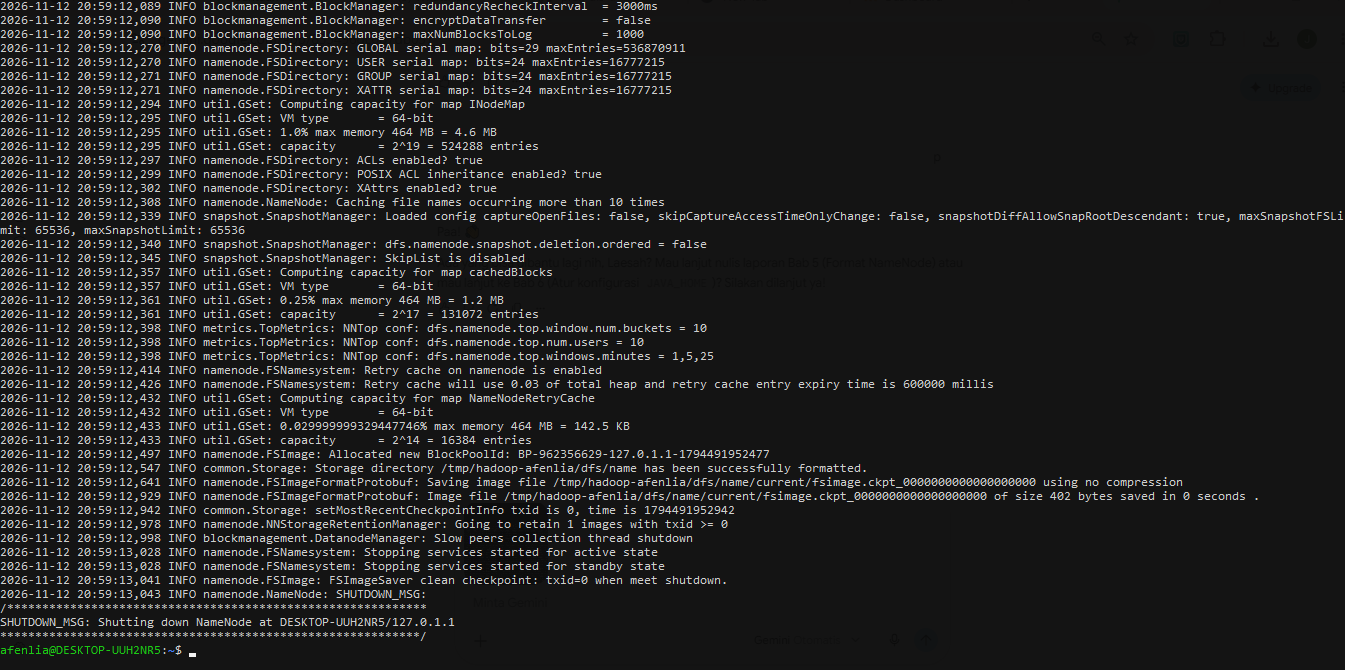 2026-11-12 20:59:12,089 INFO blockmanagement.BlockManager: redundancyRecheckInterval  = 3000ms
2026-11-12 20:59:12,090 INFO blockmanagement.BlockManager: encryptDataTransfer        = false
2026-11-12 20:59:12,090 INFO blockmanagement.BlockManager: maxNumBlocksToLog          = 1000
2026-11-12 20:59:12,270 INFO namenode.FSDirectory: GLOBAL serial map: bits=29 maxEntries=536870911
2026-11-12 20:59:12,270 INFO namenode.FSDirectory: USER serial map: bits=24 maxEntries=16777215
2026-11-12 20:59:12,271 INFO namenode.FSDirectory: GROUP serial map: bits=24 maxEntries=16777215
2026-11-12 20:59:12,271 INFO namenode.FSDirectory: XATTR serial map: bits=24 maxEntries=16777215
2026-11-12 20:59:12,294 INFO util.GSet: Computing capacity for map INodeMap
2026-11-12 20:59:12,295 INFO util.GSet: VM type       = 64-bit
2026-11-12 20:59:12,295 INFO util.GSet: 1.0% max memory 464 MB = 4.6 MB
2026-11-12 20:59:12,295 INFO util.GSet: capacity      = 2^19 = 524288 entries
2026-11-12 20:59:12,297 INFO namenode.FSDirectory: ACLs enabled? true
2026-11-12 20:59:12,299 INFO namenode.FSDirectory: POSIX ACL inheritance enabled? true
2026-11-12 20:59:12,302 INFO namenode.FSDirectory: XAttrs enabled? true
2026-11-12 20:59:12,308 INFO namenode.NameNode: Caching file names occurring more than 10 times
2026-11-12 20:59:12,339 INFO snapshot.SnapshotManager: Loaded config captureOpenFiles: false, skipCaptureAccessTimeOnlyChange: false, snapshotDiffAllowSnapRootDescendant: true, maxSnapshotFSLi
mit: 65536, maxSnapshotLimit: 65536
2026-11-12 20:59:12,340 INFO snapshot.SnapshotManager: dfs.namenode.snapshot.deletion.ordered = false
2026-11-12 20:59:12,345 INFO snapshot.SnapshotManager: SkipList is disabled
2026-11-12 20:59:12,357 INFO util.GSet: Computing capacity for map cachedBlocks
2026-11-12 20:59:12,357 INFO util.GSet: VM type       = 64-bit
2026-11-12 20:59:12,361 INFO util.GSet: 0.25% max memory 464 MB = 1.2 MB
2026-11-12 20:59:12,361 INFO util.GSet: capacity      = 2^17 = 131072 entries
2026-11-12 20:59:12,398 INFO metrics.TopMetrics: NNTop conf: dfs.namenode.top.window.num.buckets = 10
2026-11-12 20:59:12,398 INFO metrics.TopMetrics: NNTop conf: dfs.namenode.top.num.users = 10
2026-11-12 20:59:12,398 INFO metrics.TopMetrics: NNTop conf: dfs.namenode.top.windows.minutes = 1,5,25
2026-11-12 20:59:12,414 INFO namenode.FSNamesystem: Retry cache on namenode is enabled
2026-11-12 20:59:12,426 INFO namenode.FSNamesystem: Retry cache will use 0.03 of total heap and retry cache entry expiry time is 600000 millis
2026-11-12 20:59:12,432 INFO util.GSet: Computing capacity for map NameNodeRetryCache
2026-11-12 20:59:12,432 INFO util.GSet: VM type       = 64-bit
2026-11-12 20:59:12,433 INFO util.GSet: 0.029999999329447746% max memory 464 MB = 142.5 KB
2026-11-12 20:59:12,433 INFO util.GSet: capacity      = 2^14 = 16384 entries
2026-11-12 20:59:12,497 INFO namenode.FSImage: Allocated new BlockPoolId: BP-962356629-127.0.1.1-1794491952477
2026-11-12 20:59:12,547 INFO common.Storage: Storage directory /tmp/hadoop-afenlia/dfs/name has been successfully formatted.
2026-11-12 20:59:12,641 INFO namenode.FSImageFormatProtobuf: Saving image file /tmp/hadoop-afenlia/dfs/name/current/fsimage.ckpt_0000000000000000000 using no compression
2026-11-12 20:59:12,929 INFO namenode.FSImageFormatProtobuf: Image file /tmp/hadoop-afenlia/dfs/name/current/fsimage.ckpt_0000000000000000000 of size 402 bytes saved in 0 seconds .
2026-11-12 20:59:12,942 INFO common.Storage: setMostRecentCheckpointInfo txid is 0, time is 1794491952942
2026-11-12 20:59:12,978 INFO namenode.NNStorageRetentionManager: Going to retain 1 images with txid >= 0
2026-11-12 20:59:12,998 INFO blockmanagement.DatanodeManager: Slow peers collection thread shutdown
2026-11-12 20:59:13,028 INFO namenode.FSNamesystem: Stopping services started for active state
2026-11-12 20:59:13,028 INFO namenode.FSNamesystem: Stopping services started for standby state
2026-11-12 20:59:13,041 INFO namenode.FSImage: FSImageSaver clean checkpoint: txid=0 when meet shutdown.
2026-11-12 20:59:13,043 INFO namenode.NameNode: SHUTDOWN_MSG:
/************************************************************
SHUTDOWN_MSG: Shutting down NameNode at DESKTOP-UUH2NR5/127.0.1.1
************************************************************/
afenlia@DESKTOP-UUH2NR5:~$